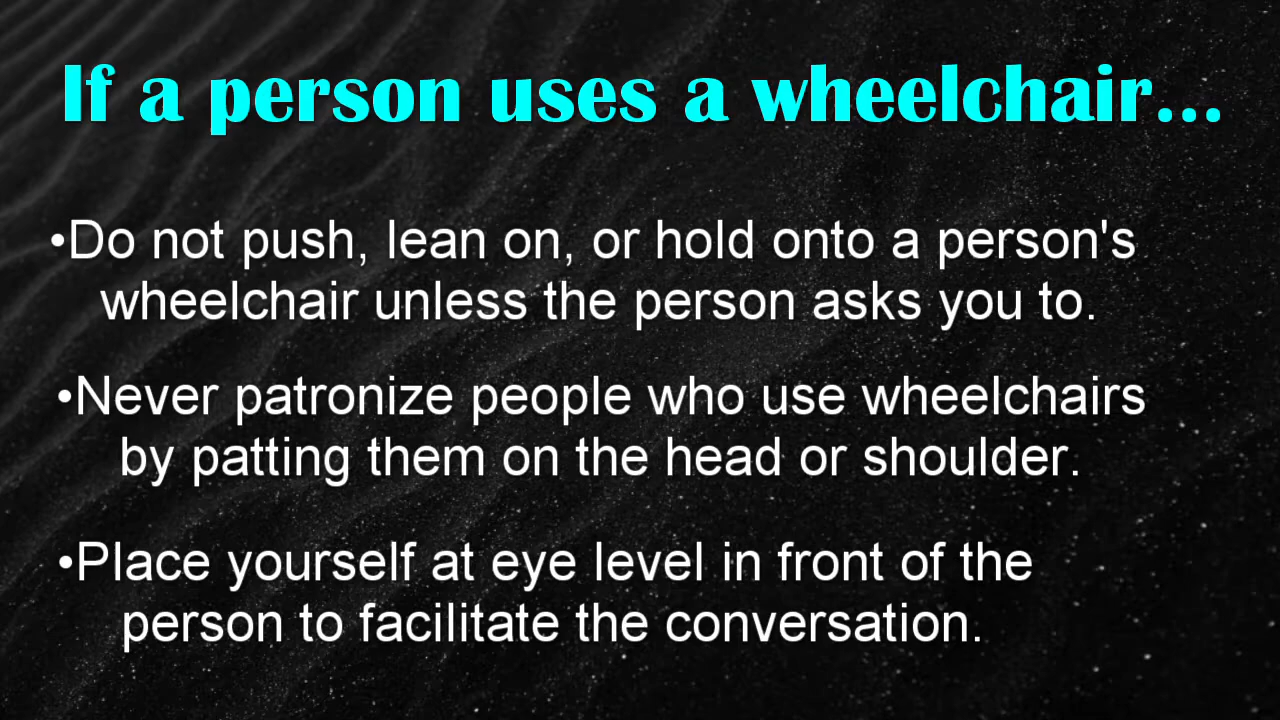 If a person uses a wheelchair...
•Do not push, lean on, or hold onto a person's
wheelchair unless the person asks you to.
•Never patronize people who use wheelchairs
by patting them on the head or shoulder.
•Place yourself at eye level in front of the
person to facilitate the conversation.